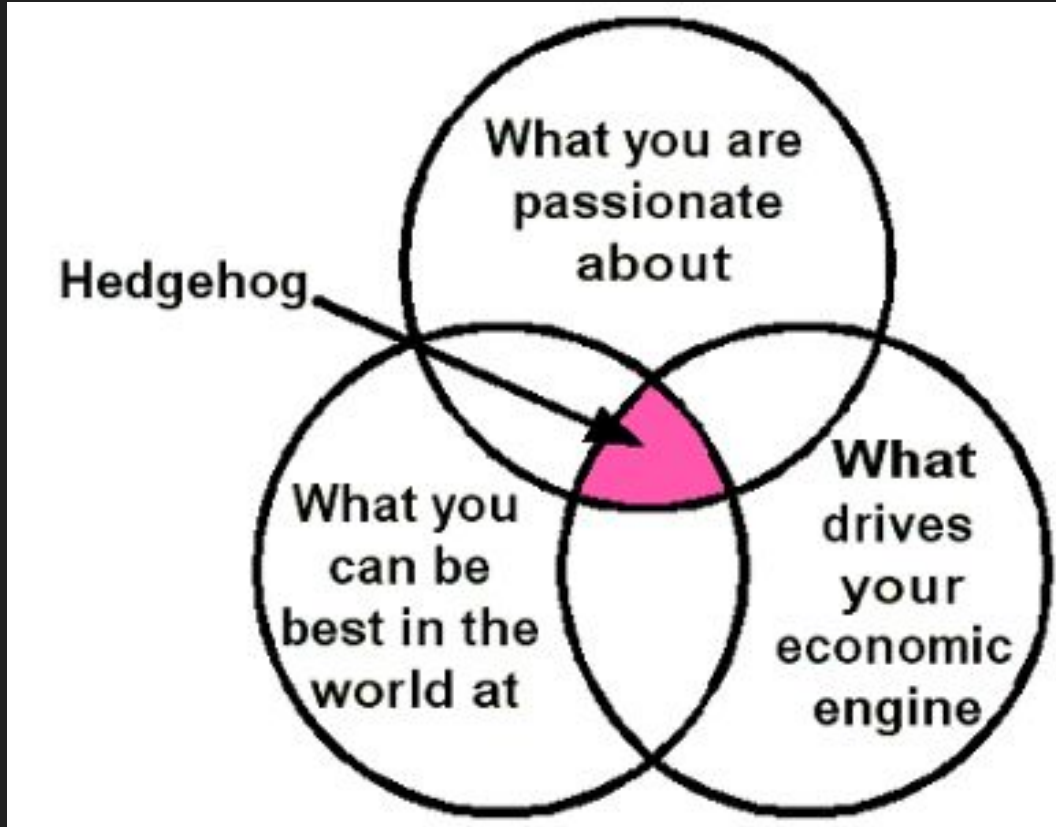 What you are
passionate
about
Hedgehog
What you
can be
best in the
world at
What
drives
your
economic
engine